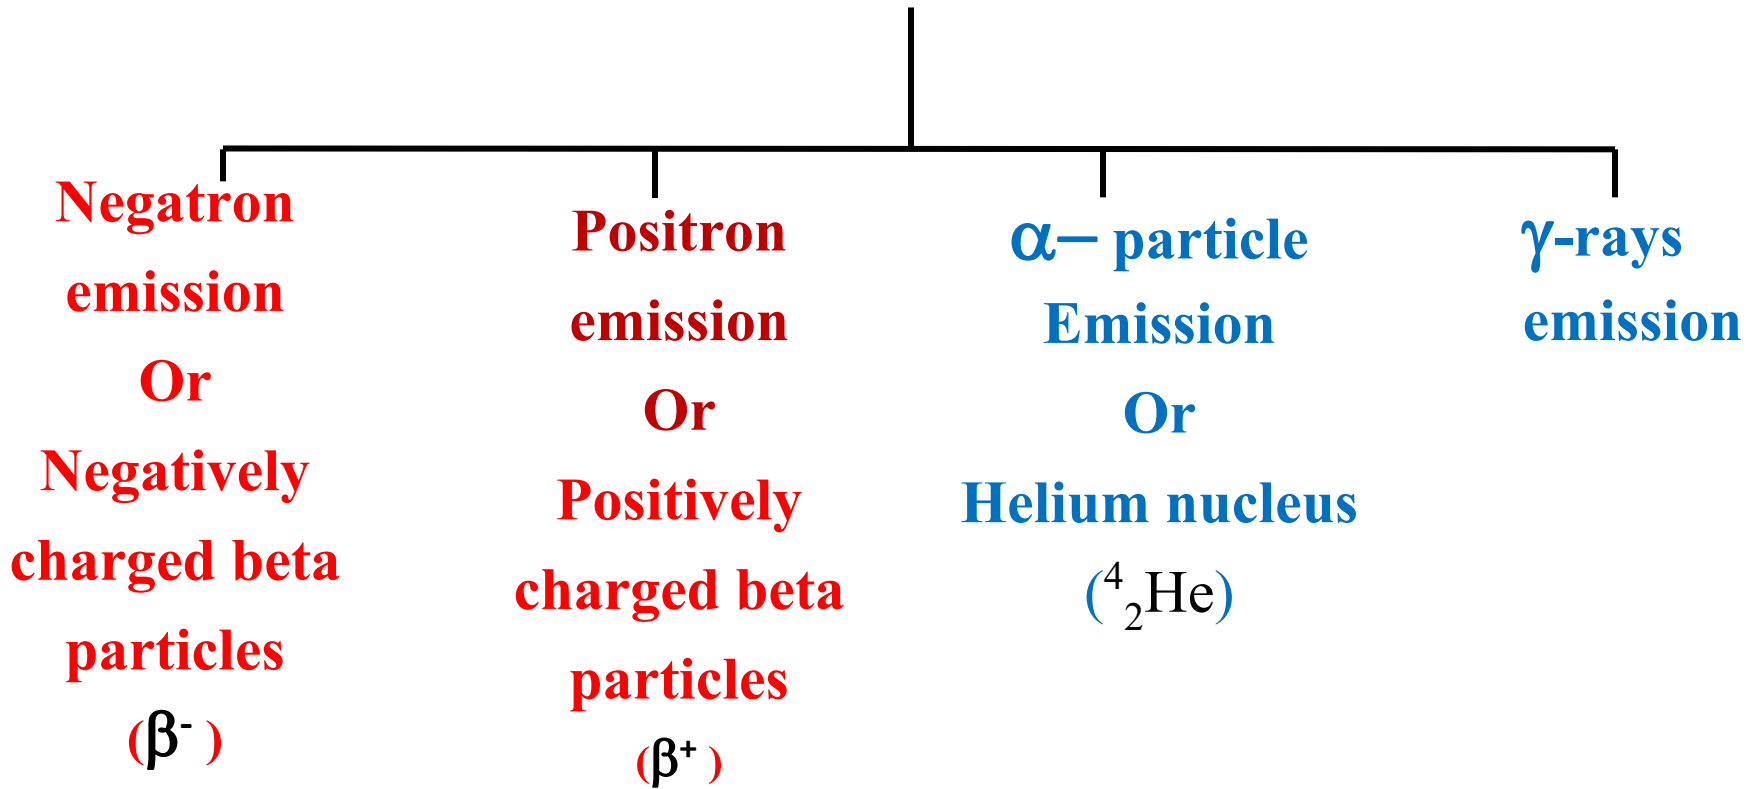 Negatron
emission
Or
Negatively
charged beta
particles
(β⁻ )
Positron
emission
Or
Positively
charged beta
particles
(β⁺ )
α– particle
Emission
Or
Helium nucleus
(⁴₂He)
γ-rays
emission